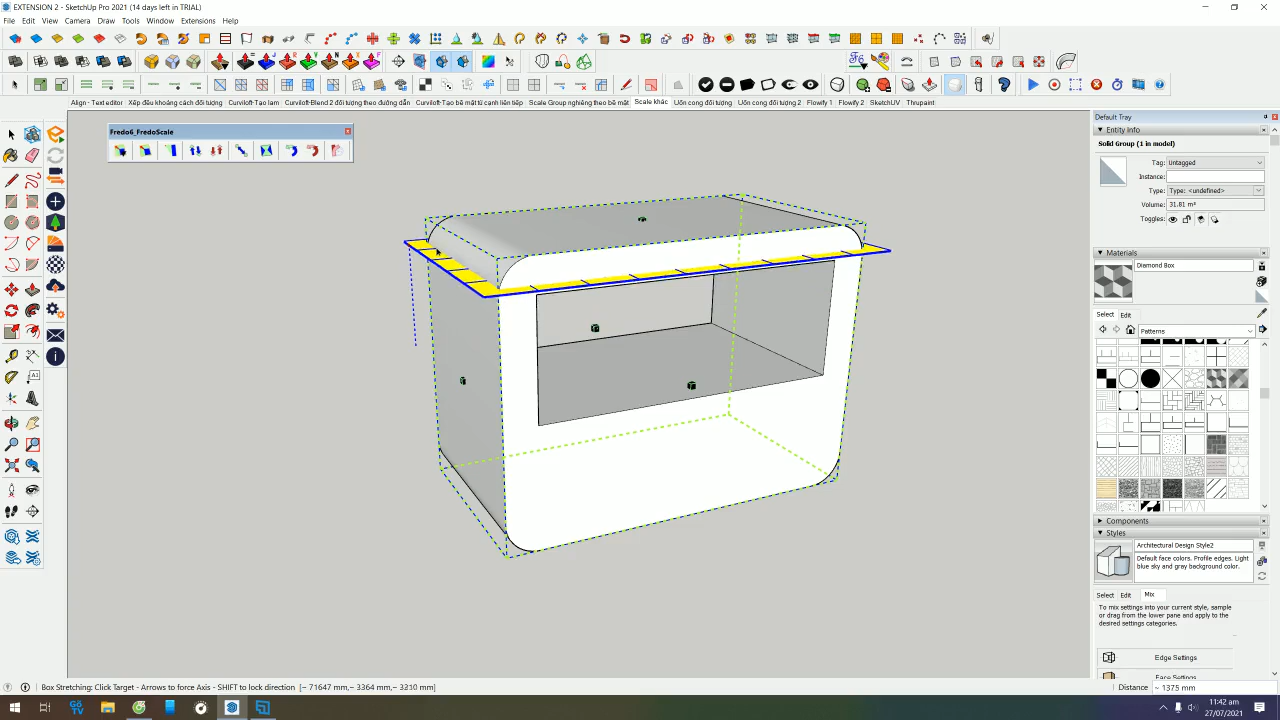 EXTENSION 2 - SketchUp Pro 2021 (14 days left in TRIAL)
File Edit View Camera Draw Tools Window Extensions Help
Align - Text editor Xếp đều khoảng cách đối tượng Curviloft-Tạo lam Curviloft-Blend 2 đối tượng theo đường dẫn Curviloft-Tạo bề mặt từ cạnh liên tiếp Scale Group nghiêng theo bề mặt Scale khác Uốn cong đối tượng Uốn cong đối tượng 2 Flowify 1 Flowify 2 SketchUV Thrupaint
Default Tray
Fredo6_FredoScale
Entity Info
Solid Group (1 in model)
Tag: Untagged
Instance:
Type: Type: <undefined>
Volume: 31.81 m³
Toggles:
Materials
Diamond Box
Select Edit
Patterns
Components
Styles
Architectural Design Style2
Default face colors. Profile edges. Light
blue sky and gray background color.
Select Edit Mix
To mix settings into your current style, sample
or drag from the lower pane and apply to the
desired settings categories.
Edge Settings
Face Settings
Box Stretching: Click Target - Arrows to force Axis - SHIFT to lock direction [~ 71647 mm,~ 3364 mm,~ 3210 mm]
Distance ~ 1375 mm
11:42 am
27/07/2021